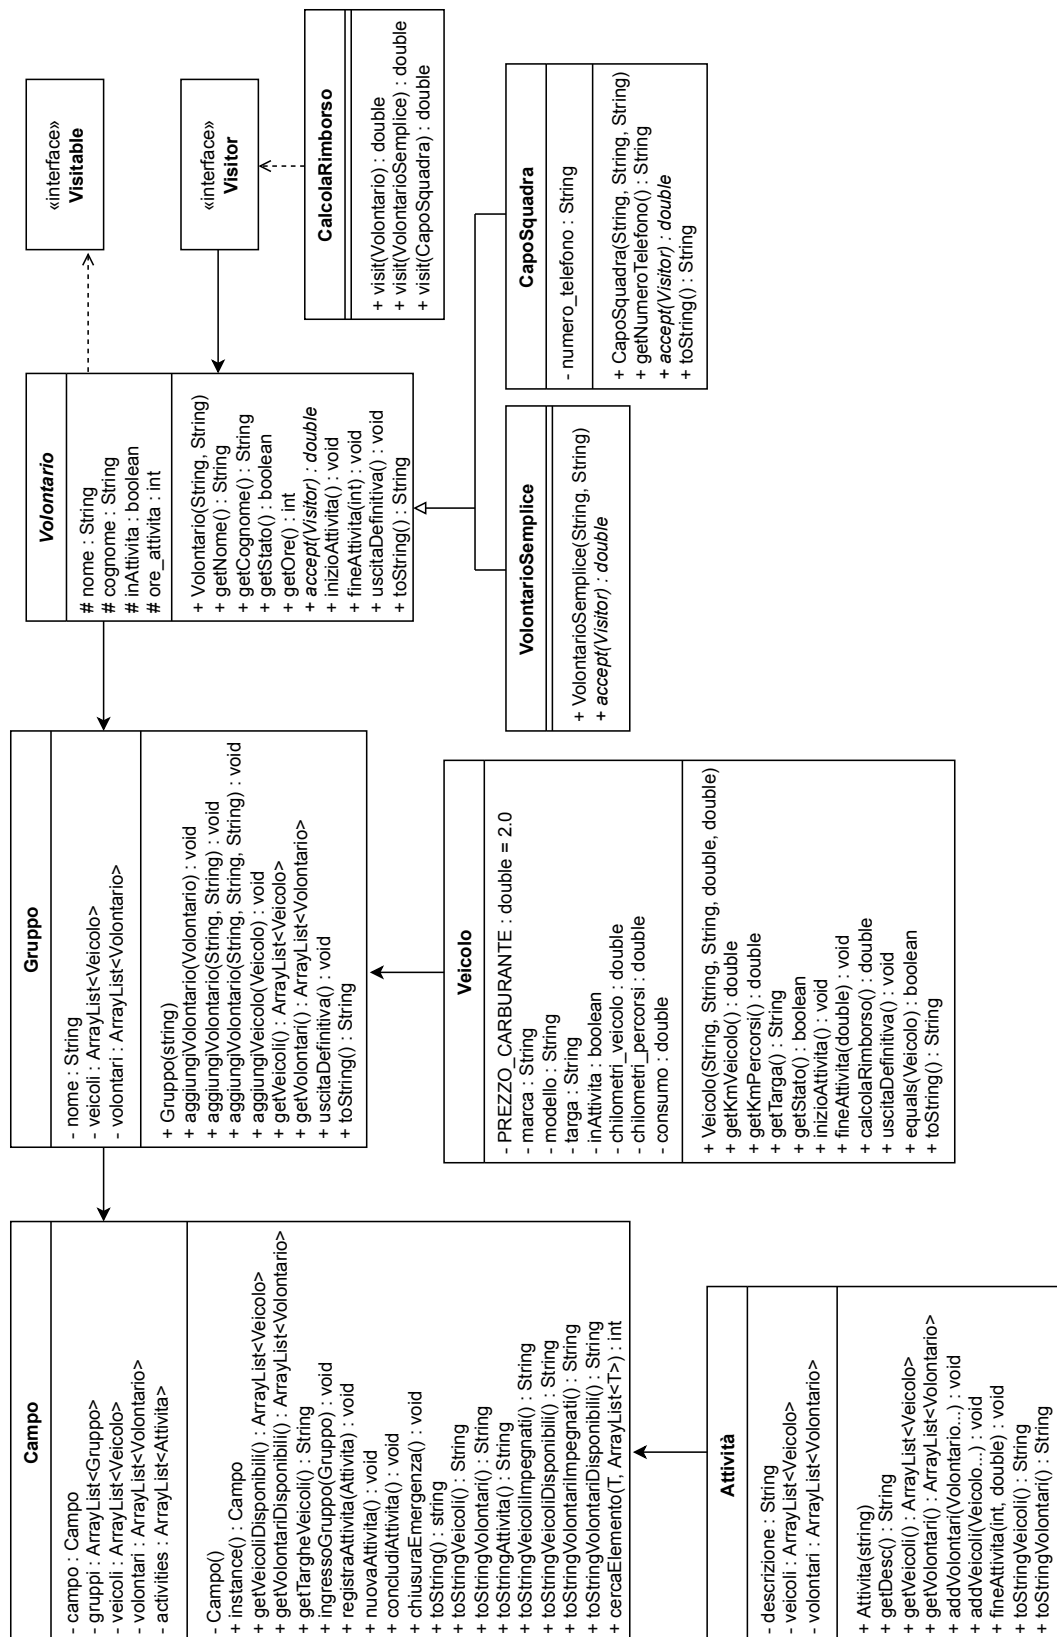 Campo
- campo : Campo
- gruppi : ArrayList<Gruppo>
- veicoli : ArrayList<Veicolo>
- volontari : ArrayList<Volontario>
- activities : ArrayList<Attivita>
- Campo()
+ instance() : Campo
+ getVeicoliDisponibili() : ArrayList<Veicolo>
+ getVolontariDisponibili() : ArrayList<Volontario>
+ getTargheVeicoli() : String
+ ingressoGruppo(Gruppo) : void
+ registraAttivita(Attivita) : void
+ nuovaAttivita() : void
+ concludiAttivita() : void
+ chiusuraEmergenza() : void
+ toString() : string
+ toStringVeicoli() : String
+ toStringVolontari() : String
+ toStringAttivita() : String
+ toStringVeicoliImpegnati() : String
+ toStringVeicoliDisponibili() : String
+ toStringVolontariImpegnati() : String
+ toStringVolontariDisponibili() : String
+ cercaElemento(T, ArrayList<T>) : int
Attività
- descrizione : String
- veicoli : ArrayList<Veicolo>
- volontari : ArrayList<Volontario>
+ Attivita(string)
+ getDesc() : String
+ getVeicoli() : ArrayList<Veicolo>
+ getVolontari() : ArrayList<Volontario>
+ addVolontari(Volontario...) : void
+ addVeicoli(Veicolo...) : void
+ fineAttivita(int, double) : void
+ toStringVeicoli() : String
+ toStringVolontari() : String
Gruppo
- nome : String
- veicoli : ArrayList<Veicolo>
- volontari : ArrayList<Volontario>
+ Gruppo(string)
+ aggiungiVolontario(Volontario) : void
+ aggiungiVolontario(String, String) : void
+ aggiungiVolontario(String, String, String) : void
+ aggiungiVeicolo(Veicolo) : void
+ getVeicoli() : ArrayList<Veicolo>
+ getVolontari() : ArrayList<Volontario>
+ uscitaDefinitiva() : void
+ toString() : String
Veicolo
- PREZZO_CARBURANTE : double = 2.0
- marca : String
- modello : String
- targa : String
- inAttivita : boolean
- chilometri_veicolo : double
- chilometri_percorsi : double
- consumo : double
+ Veicolo(String, String, String, double, double)
+ getKmVeicolo() : double
+ getKmPercorsi() : double
+ getTarga() : String
+ getStato() : boolean
+ inizioAttivita() : void
+ fineAttivita(double) : void
+ calcolaRimborso() : double
+ uscitaDefinitiva() : void
+ equals(Veicolo) : boolean
+ toString() : String
Volontario
# nome : String
# cognome : String
# inAttivita : boolean
# ore_attivita : int
+ Volontario(String, String)
+ getNome() : String
+ getCognome() : String
+ getStato() : boolean
+ getOre() : int
+ accept(Visitor) : double
+ inizioAttivita() : void
+ fineAttivita(int) : void
+ uscitaDefinitiva() : void
+ toString() : String
VolontarioSemplice
+ VolontarioSemplice(String, String)
+ accept(Visitor) : double
CapoSquadra
- numero_telefono : String
+ CapoSquadra(String, String, String)
+ getNumeroTelefono() : String
+ accept(Visitor) : double
+ toString() : String
«interface»
Visitable
«interface»
Visitor
CalcolaRimborso
+ visit(Volontario) : double
+ visit(VolontarioSemplice) : double
+ visit(CapoSquadra) : double